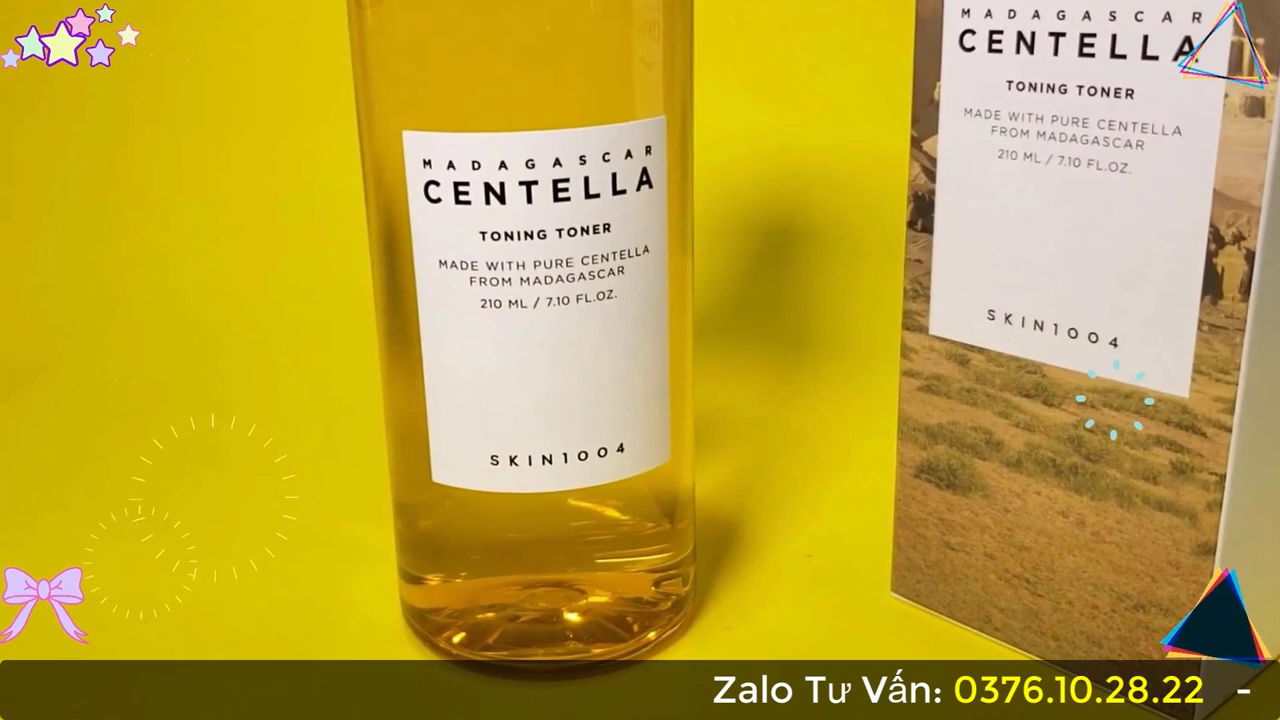 MADAGASCAR
CENTELLA
TONING TONER
MADE WITH PURE CENTELLA
FROM MADAGASCAR
210 ML / 7.10 FL.OZ.
SKIN1004
MADAGASCAR
CENTELLA
TONING TONER
MADE WITH PURE CENTELLA
FROM MADAGASCAR
210 ML / 7.10 FL.OZ.
SKIN1004
Zalo Tư Vấn: 0376.10.28.22 -